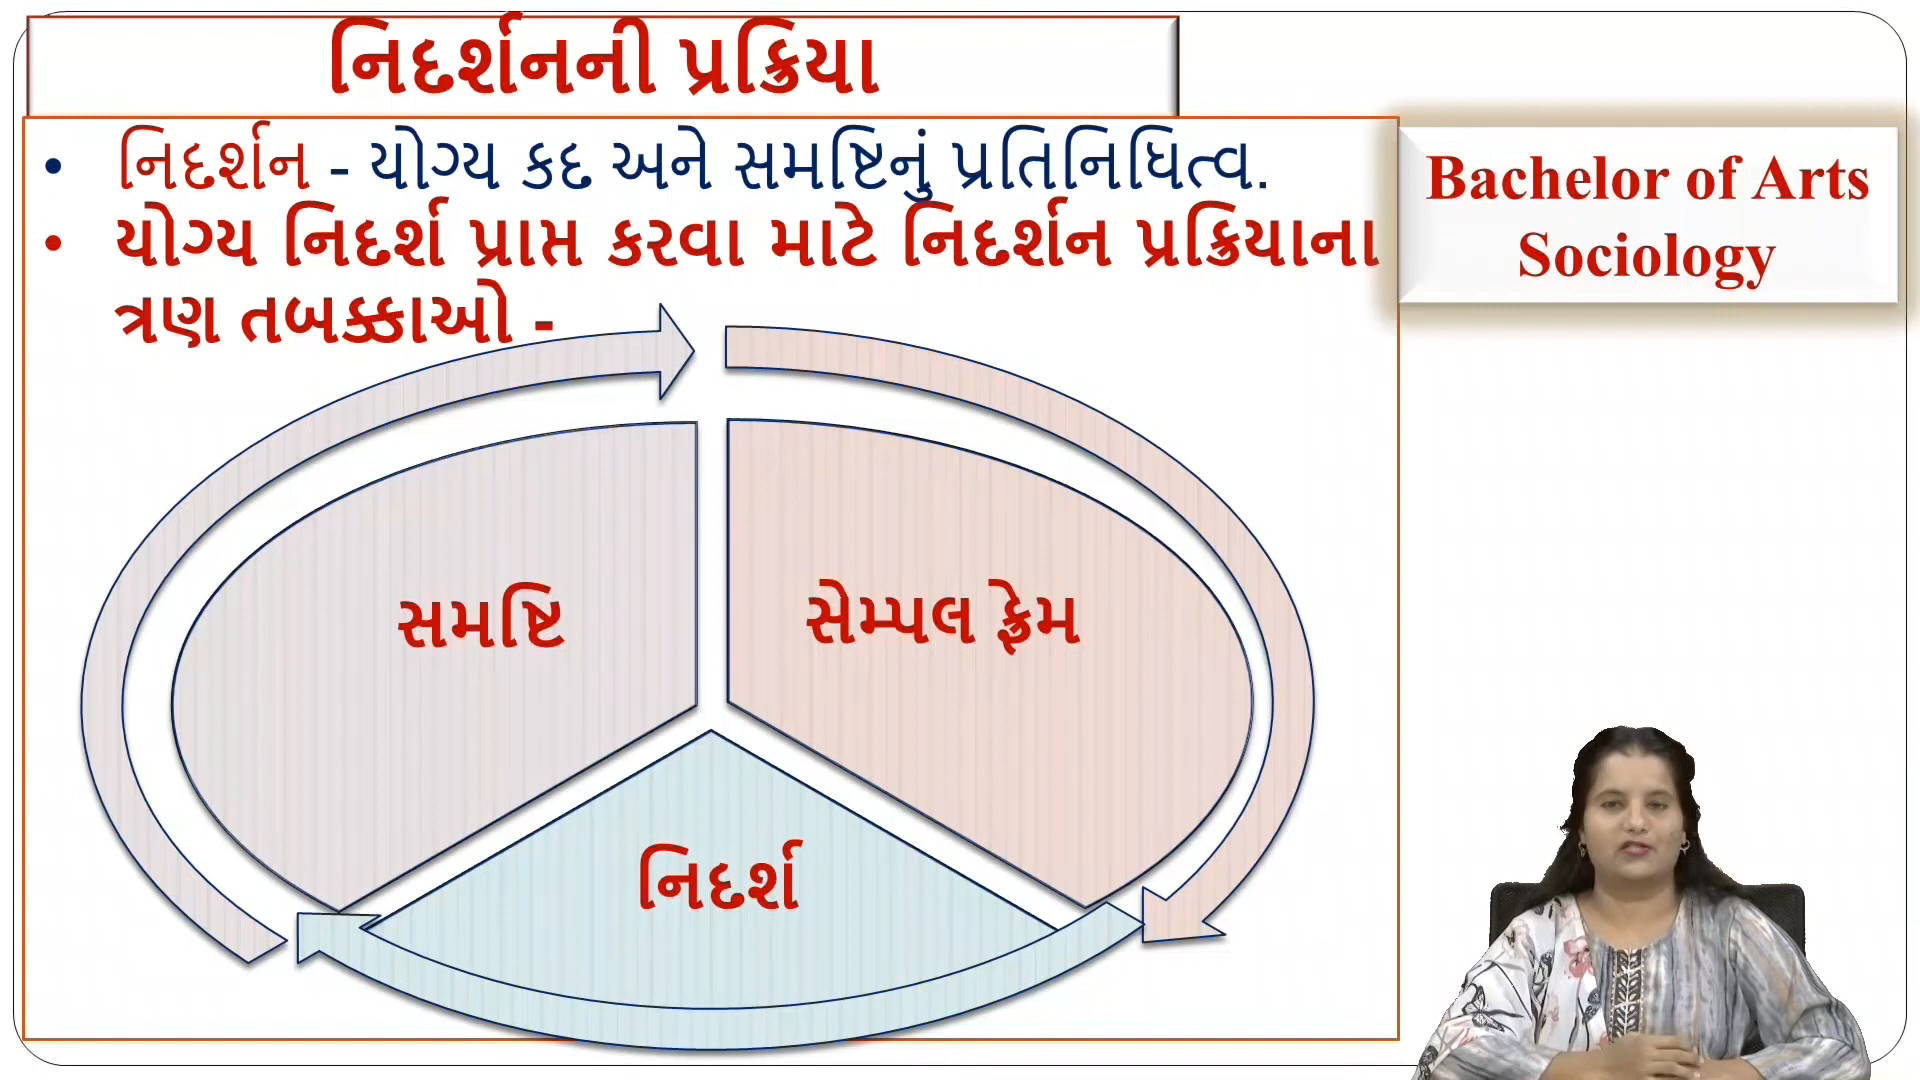 નિદર્શનની પ્રક્રિયા
• નિદર્શન - યોગ્ય કદ અને સમષ્ટિનું પ્રતિનિધિત્વ.
• યોગ્ય નિદર્શ પ્રાપ્ત કરવા માટે નિદર્શન પ્રક્રિયાના
ત્રણ તબક્કાઓ -
Bachelor of Arts
Sociology
સમષ્ટિ
સેમ્પલ ફ્રેમ
નિદર્શ